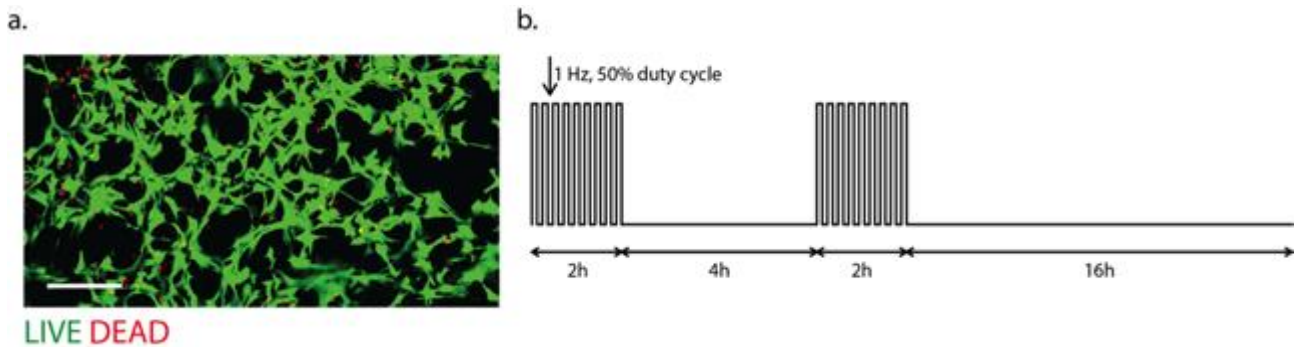 a.
LIVE DEAD
b.
1 Hz, 50% duty cycle
2h
4h
2h
16h